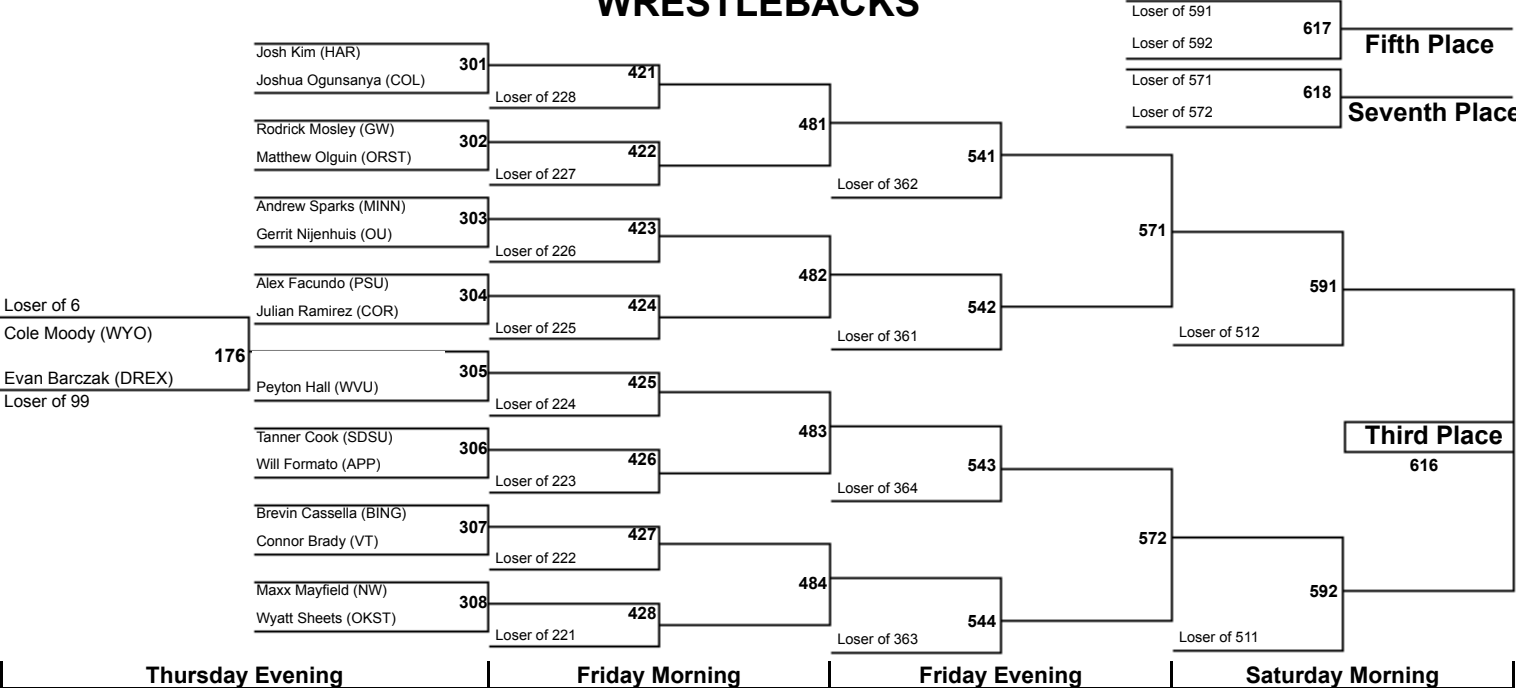 WRESTLEBACKS
Loser of 591
617
Loser of 592
Fifth Place
Loser of 571
618
Loser of 572
Seventh Place
Loser of 6
Cole Moody (WYO)
176
Evan Barczak (DREX)
Loser of 99
Josh Kim (HAR)
301
Joshua Ogunsanya (COL)
Rodrick Mosley (GW)
302
Matthew Olguin (ORST)
Andrew Sparks (MINN)
303
Gerrit Nijenhuis (OU)
Alex Facundo (PSU)
304
Julian Ramirez (COR)
305
Peyton Hall (WVU)
Tanner Cook (SDSU)
306
Will Formato (APP)
Brevin Cassella (BING)
307
Connor Brady (VT)
Maxx Mayfield (NW)
308
Wyatt Sheets (OKST)
421
Loser of 228
422
Loser of 227
423
Loser of 226
424
Loser of 225
425
Loser of 224
426
Loser of 223
427
Loser of 222
428
Loser of 221
481
482
483
484
541
Loser of 362
542
Loser of 361
543
Loser of 364
544
Loser of 363
571
572
591
Loser of 512
592
Loser of 511
Third Place
616
Thursday Evening
Friday Morning
Friday Evening
Saturday Morning